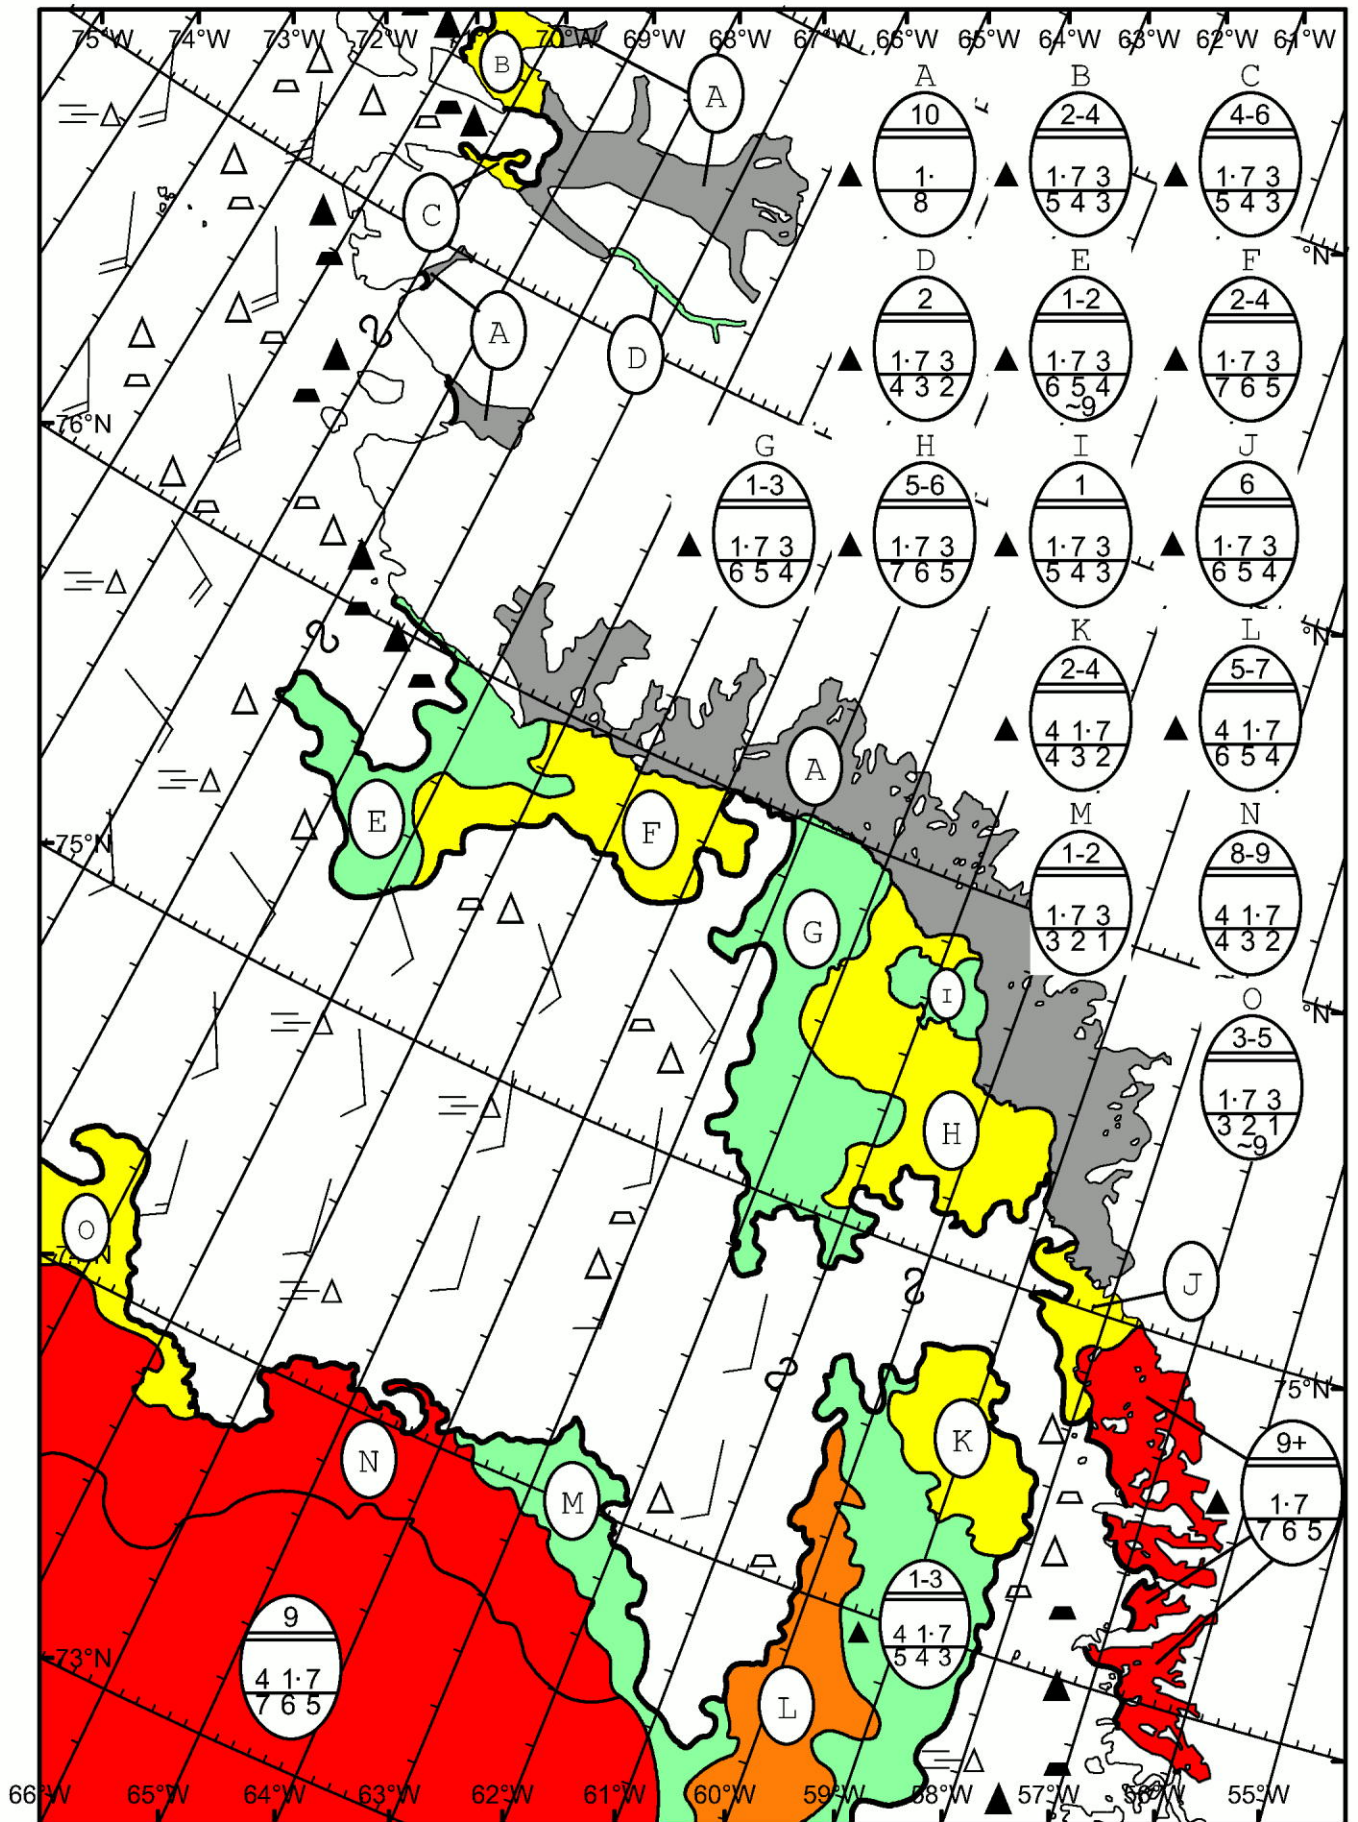 75°W 74°W 73°W 72°W 70°W 69°W 68°W 67°W 66°W 65°W 64°W 62°W 61°W
B
A
C
A
D
A B C
10 2-4 4-6
1· 1·7 3 1·7 3
8 5 4 3 5 4 3
°N
D E F
2 1-2 2-4
1·7 3 1·7 3 1·7 3
4 3 2 6 5 4 7 6 5
~9
76°N
G H I J
1-3 5-6 1 6
1·7 3 1·7 3 1·7 3 1·7 3
6 5 4 7 6 5 5 4 3 6 5 4
°N
K L
2-4 5-7
4 1·7 4 1·7
4 3 2 6 5 4
A
E
F
75°N
M N
1-2 8-9
1·7 3 4 1·7
3 2 1 4 3 2
G
I
°N
O
3-5
1·7 3
3 2 1
~9
H
O
J
75°N
K
9+
1·7
7 6 5
N
M
1-3
4 1·7
5 4 3
9
4 1·7
7 6 5
73°N
L
66°W 65°W 64°W 63°W 62°W 61°W 60°W 59°W 58°W 57°W 56°W 55°W